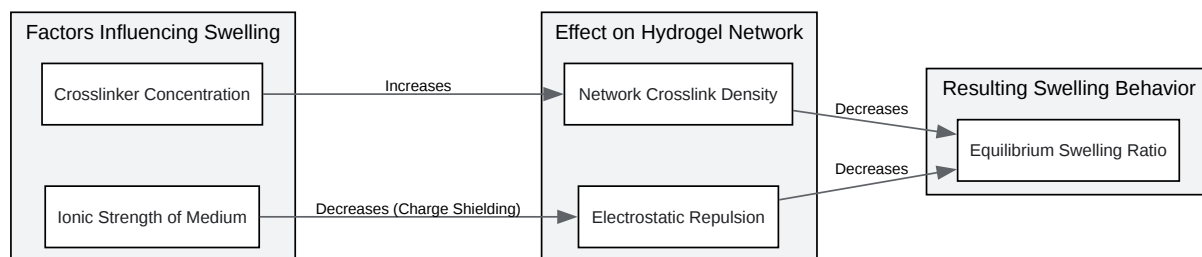 Factors Influencing Swelling
Crosslinker Concentration
Ionic Strength of Medium
Increases
Decreases (Charge Shielding)
Effect on Hydrogel Network
Network Crosslink Density
Electrostatic Repulsion
Decreases
Decreases
Resulting Swelling Behavior
Equilibrium Swelling Ratio